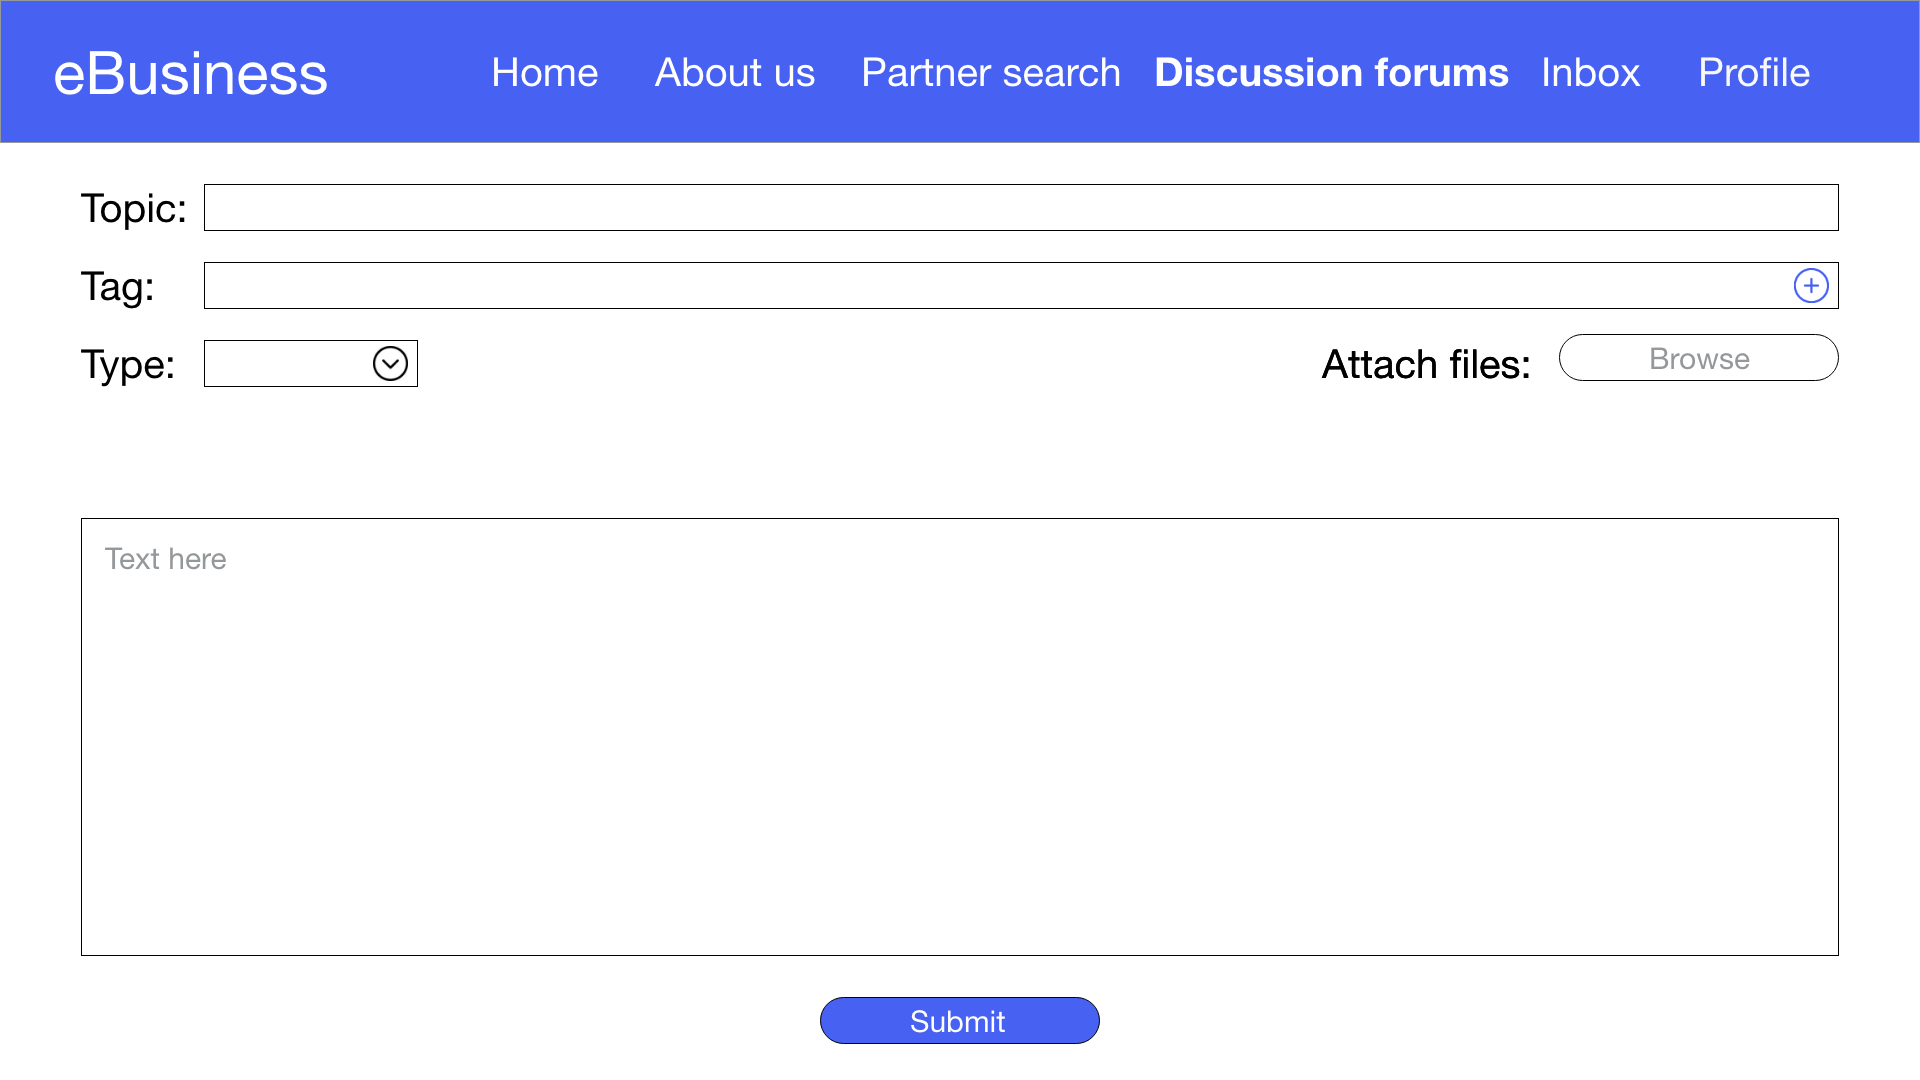 eBusiness Home About us Partner search Discussion forums Inbox Profile
Topic:
Tag:
Type: Attach files: Browse
Text here
Submit